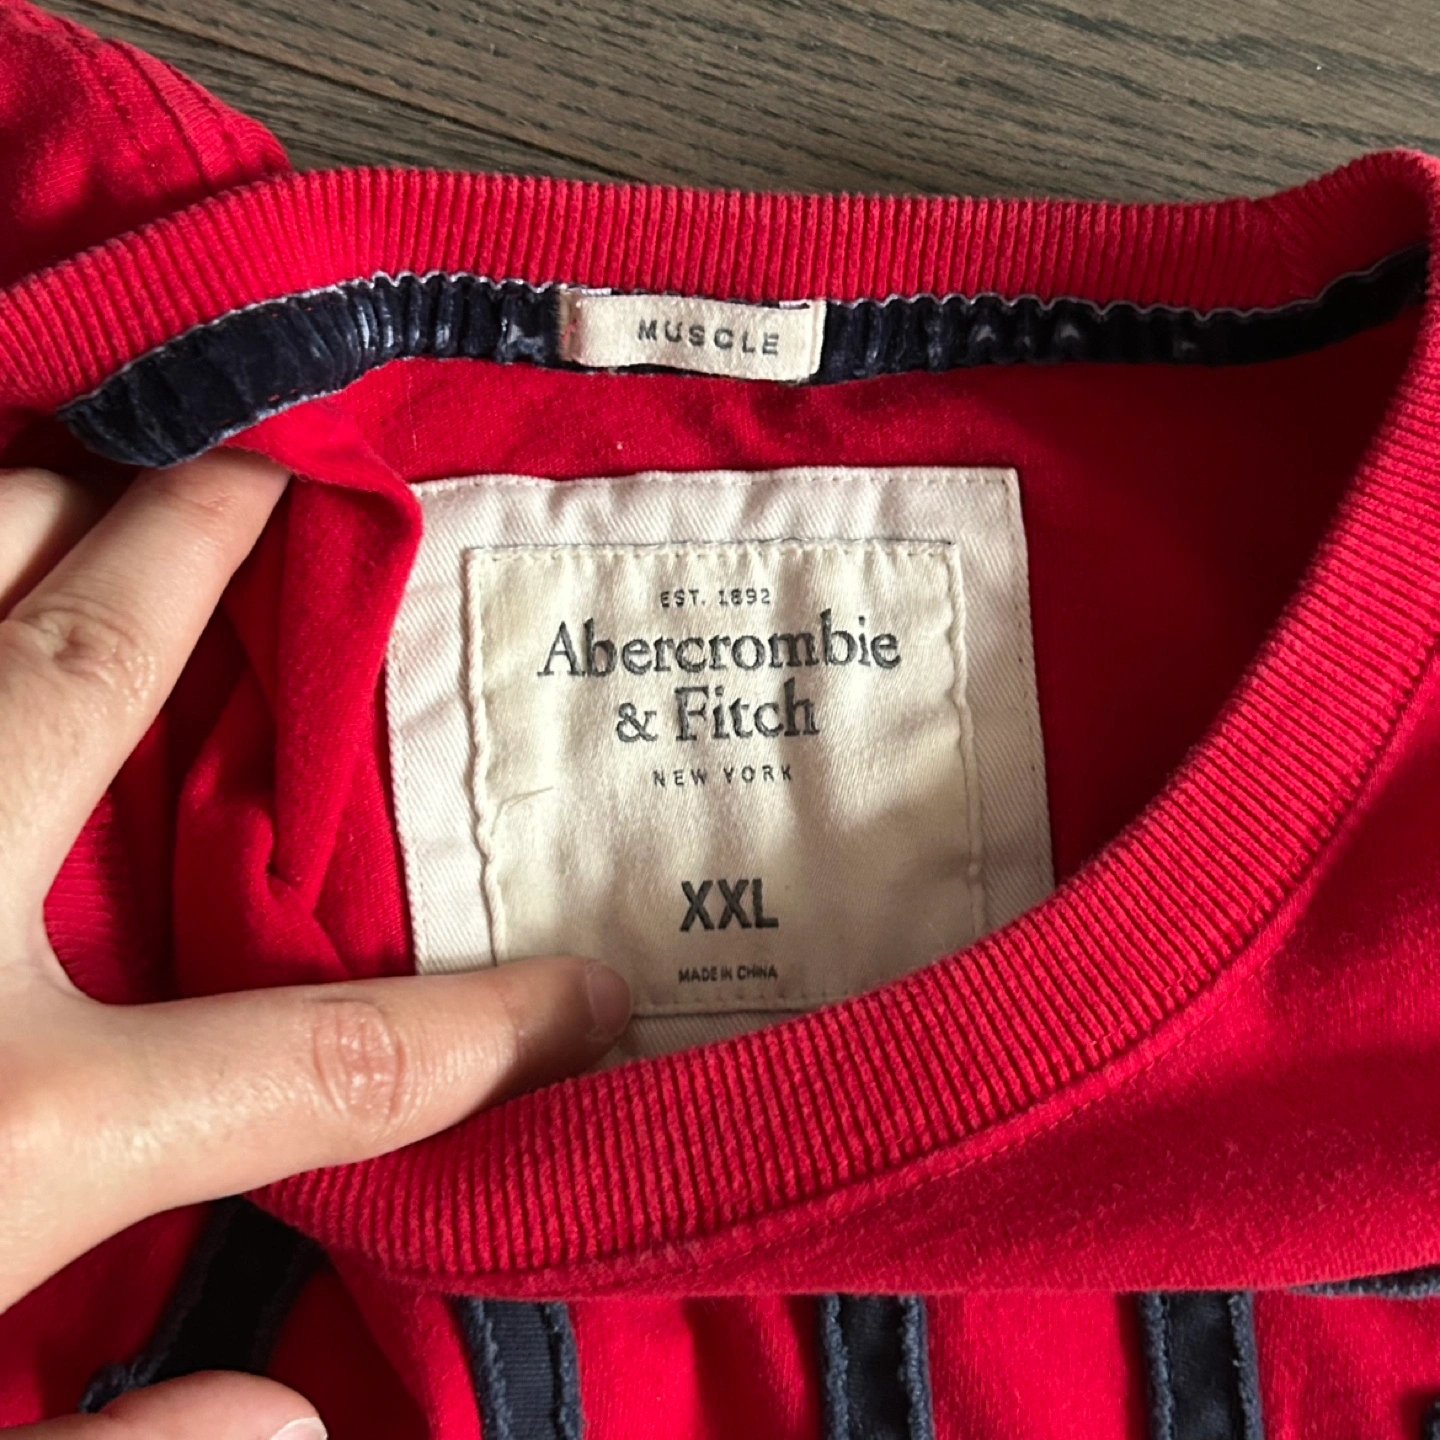 MUSCLE
EST. 1892
Abercrombie
& Fitch
NEW YORK
XXL
MADE IN CHINA